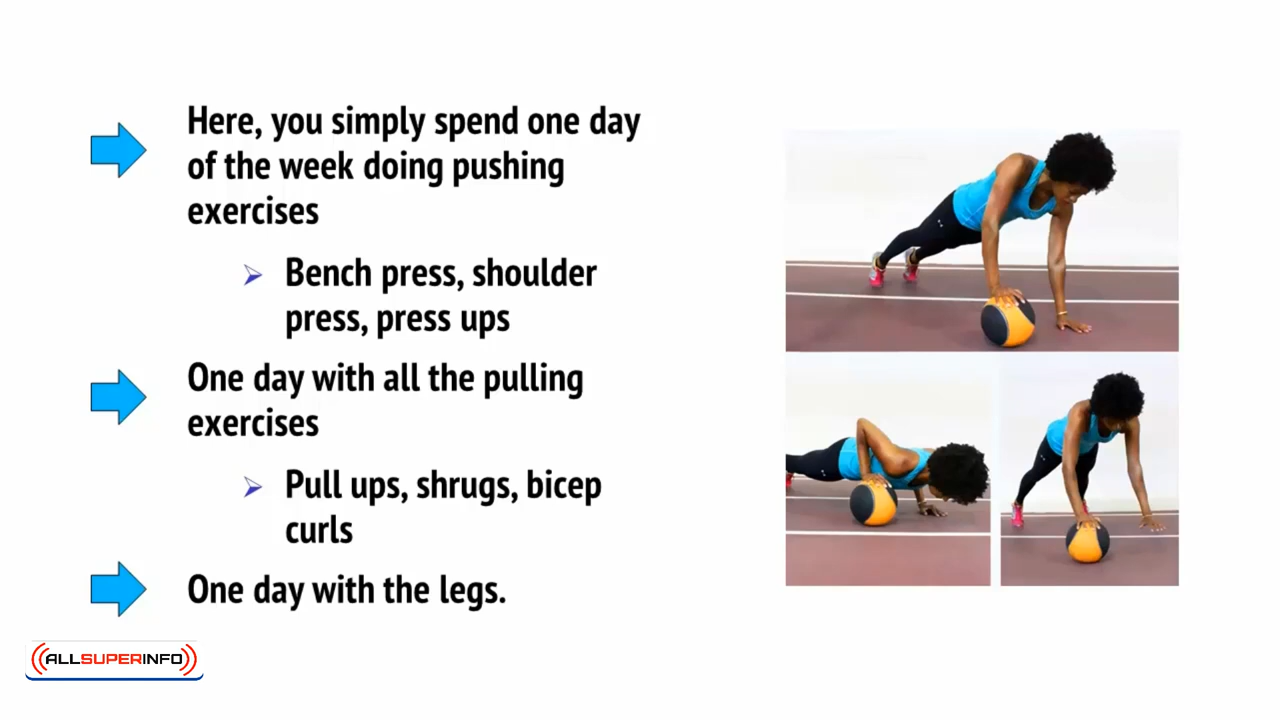 Here, you simply spend one day
of the week doing pushing
exercises
Bench press, shoulder
press, press ups
One day with all the pulling
exercises
Pull ups, shrugs, bicep
curls
One day with the legs.
ALLSUPERINFO